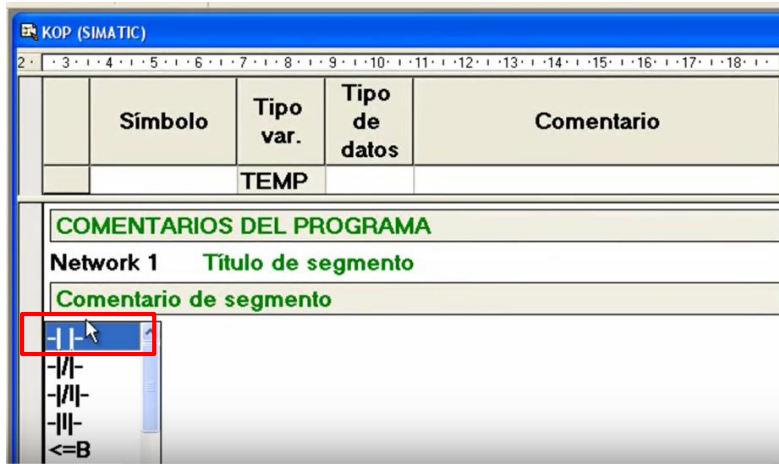 KOP (SIMATIC)
2 · · 3 · ı · 4 · ı · 5 · ı · 6 · ı · 7 · ı · 8 · ı · 9 · ı · 10 · ı · 11 · ı · 12 · ı · 13 · ı · 14 · ı · 15 · ı · 16 · ı · 17 · ı · 18 · ı ·
Símbolo Tipo var. Tipo de datos Comentario
TEMP
COMENTARIOS DEL PROGRAMA
Network 1 Título de segmento
Comentario de segmento
-| |-
-|/|-
-|/I|-
-|I|-
<=B